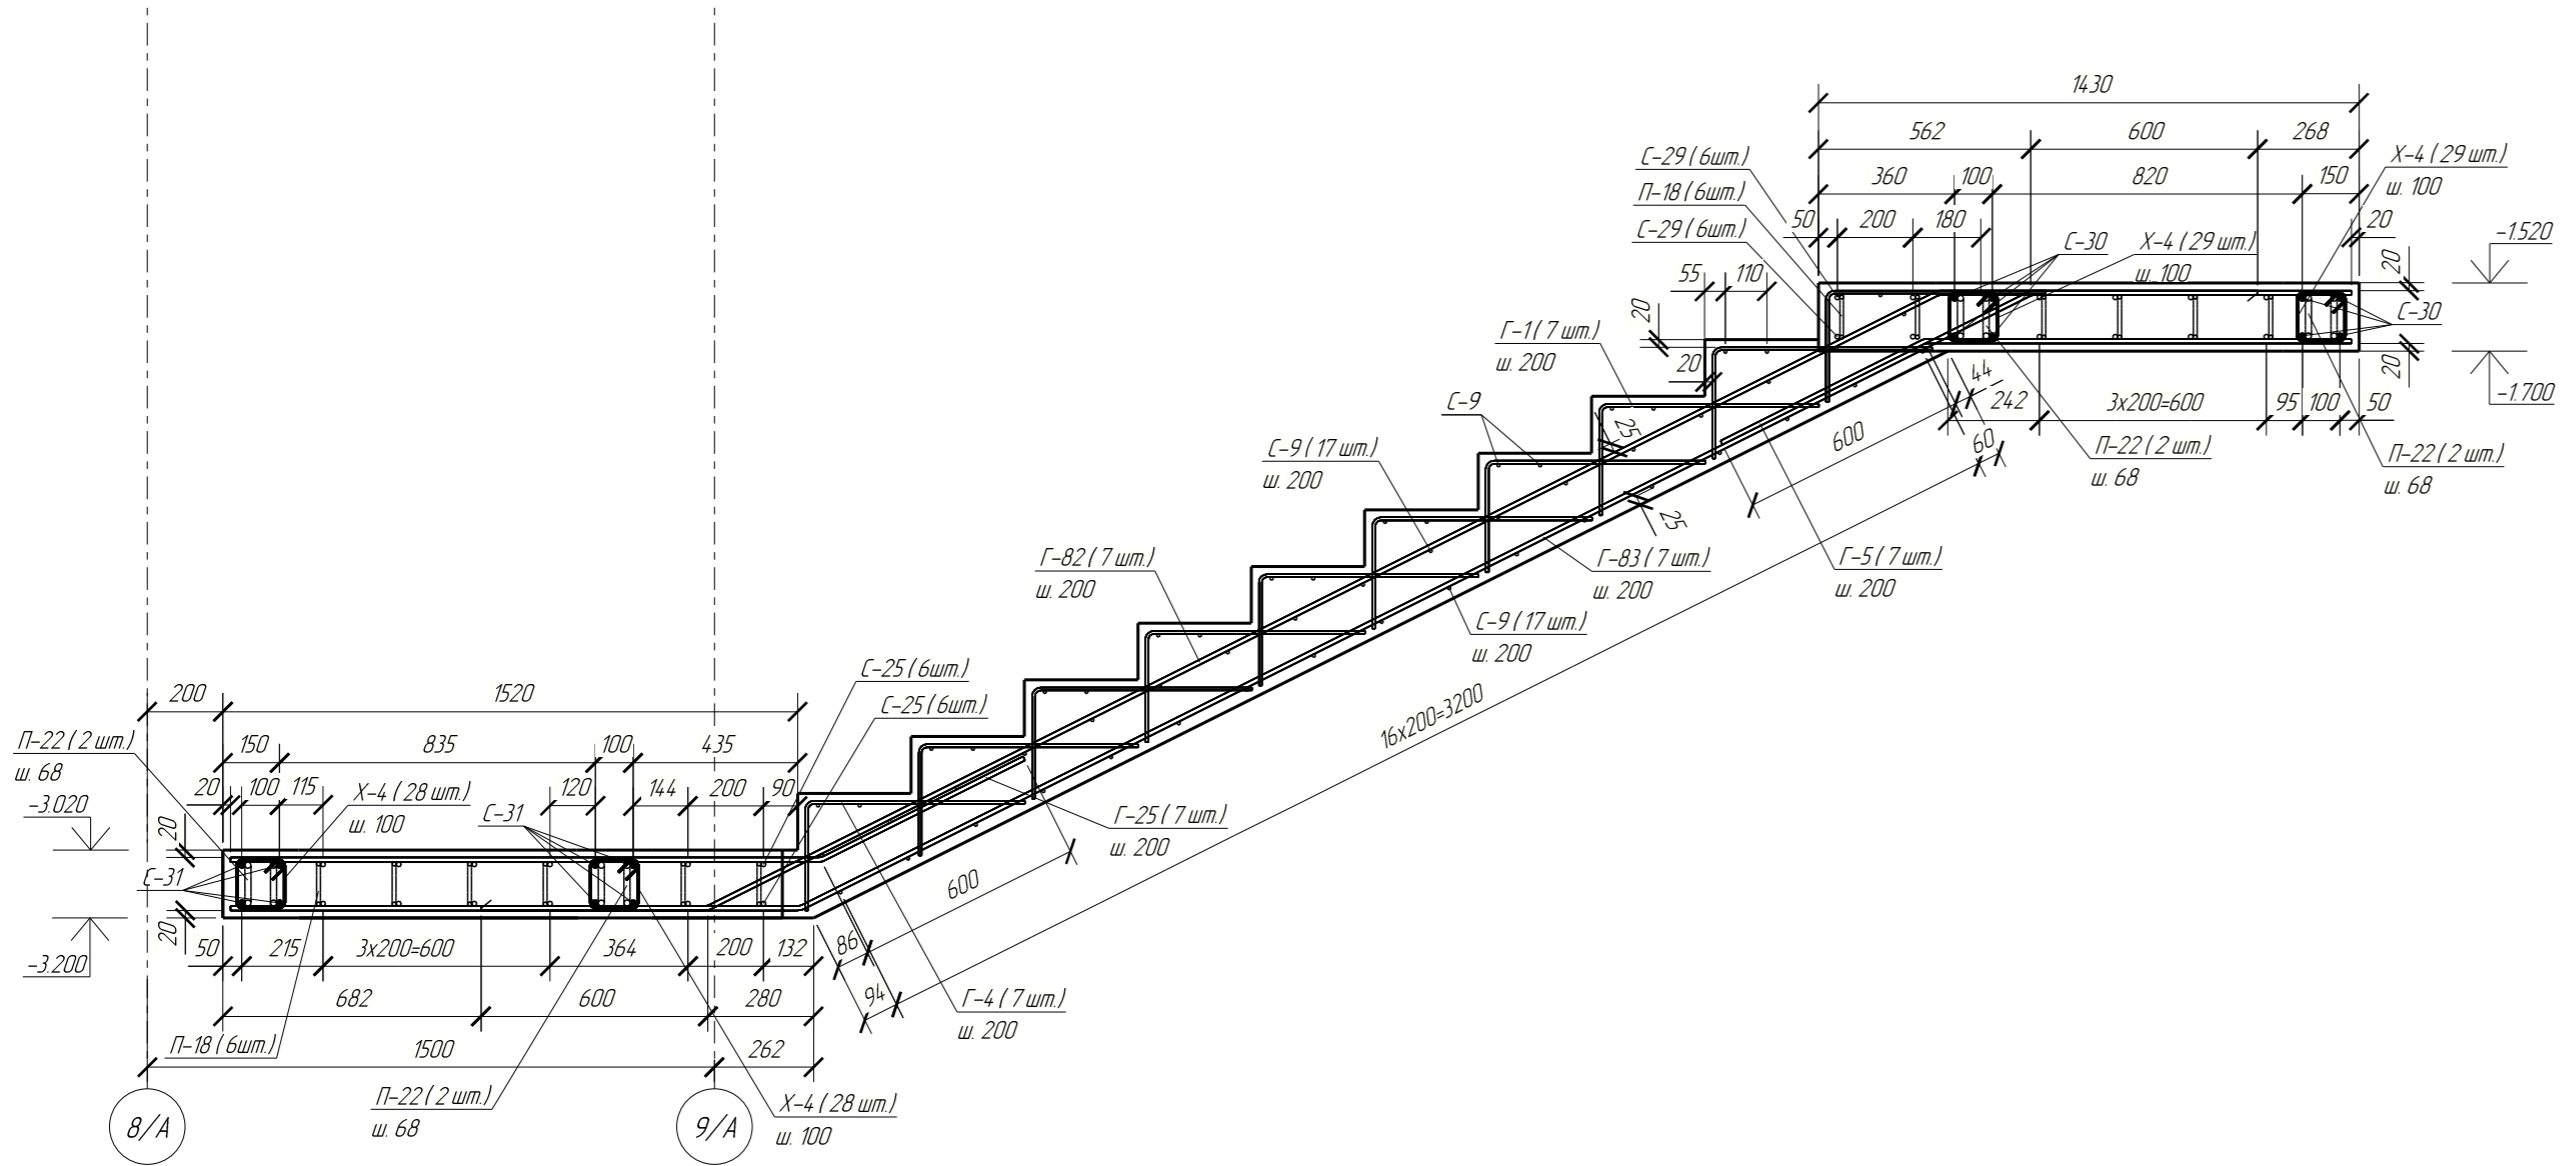 1430
562
600
268
С-29 (6шт.)
Х-4 (29 шт.)
ш. 100
360
100
820
150
П-18 (6шт.)
50
200
180
20
С-29 (6шт.)
С-30
Х-4 (29 шт.)
ш. 100
-1.520
20
55
110
20
С-30
Г-1 (7 шт.)
ш. 200
20
20
44
-1.700
242
3х200=600
95
100
50
С-9
25
600
60
П-22 (2 шт.)
ш. 68
П-22 (2 шт.)
ш. 68
С-9 (17 шт.)
ш. 200
25
Г-82 (7 шт.)
ш. 200
Г-83 (7 шт.)
ш. 200
Г-5 (7 шт.)
ш. 200
С-9 (17 шт.)
ш. 200
С-25 (6шт.)
200
1520
С-25 (6шт.)
16х200=3200
П-22 (2 шт.)
ш. 68
150
835
100
435
20
100
115
Х-4 (28 шт.)
ш. 100
120
144
200
90
-3.020
С-31
20
Г-25 (7 шт.)
ш. 200
С-31
600
20
50
215
3х200=600
364
200
132
86
-3.200
94
682
600
280
Г-4 (7 шт.)
ш. 200
П-18 (6шт.)
1500
262
П-22 (2 шт.)
ш. 68
Х-4 (28 шт.)
ш. 100
8/А
9/А